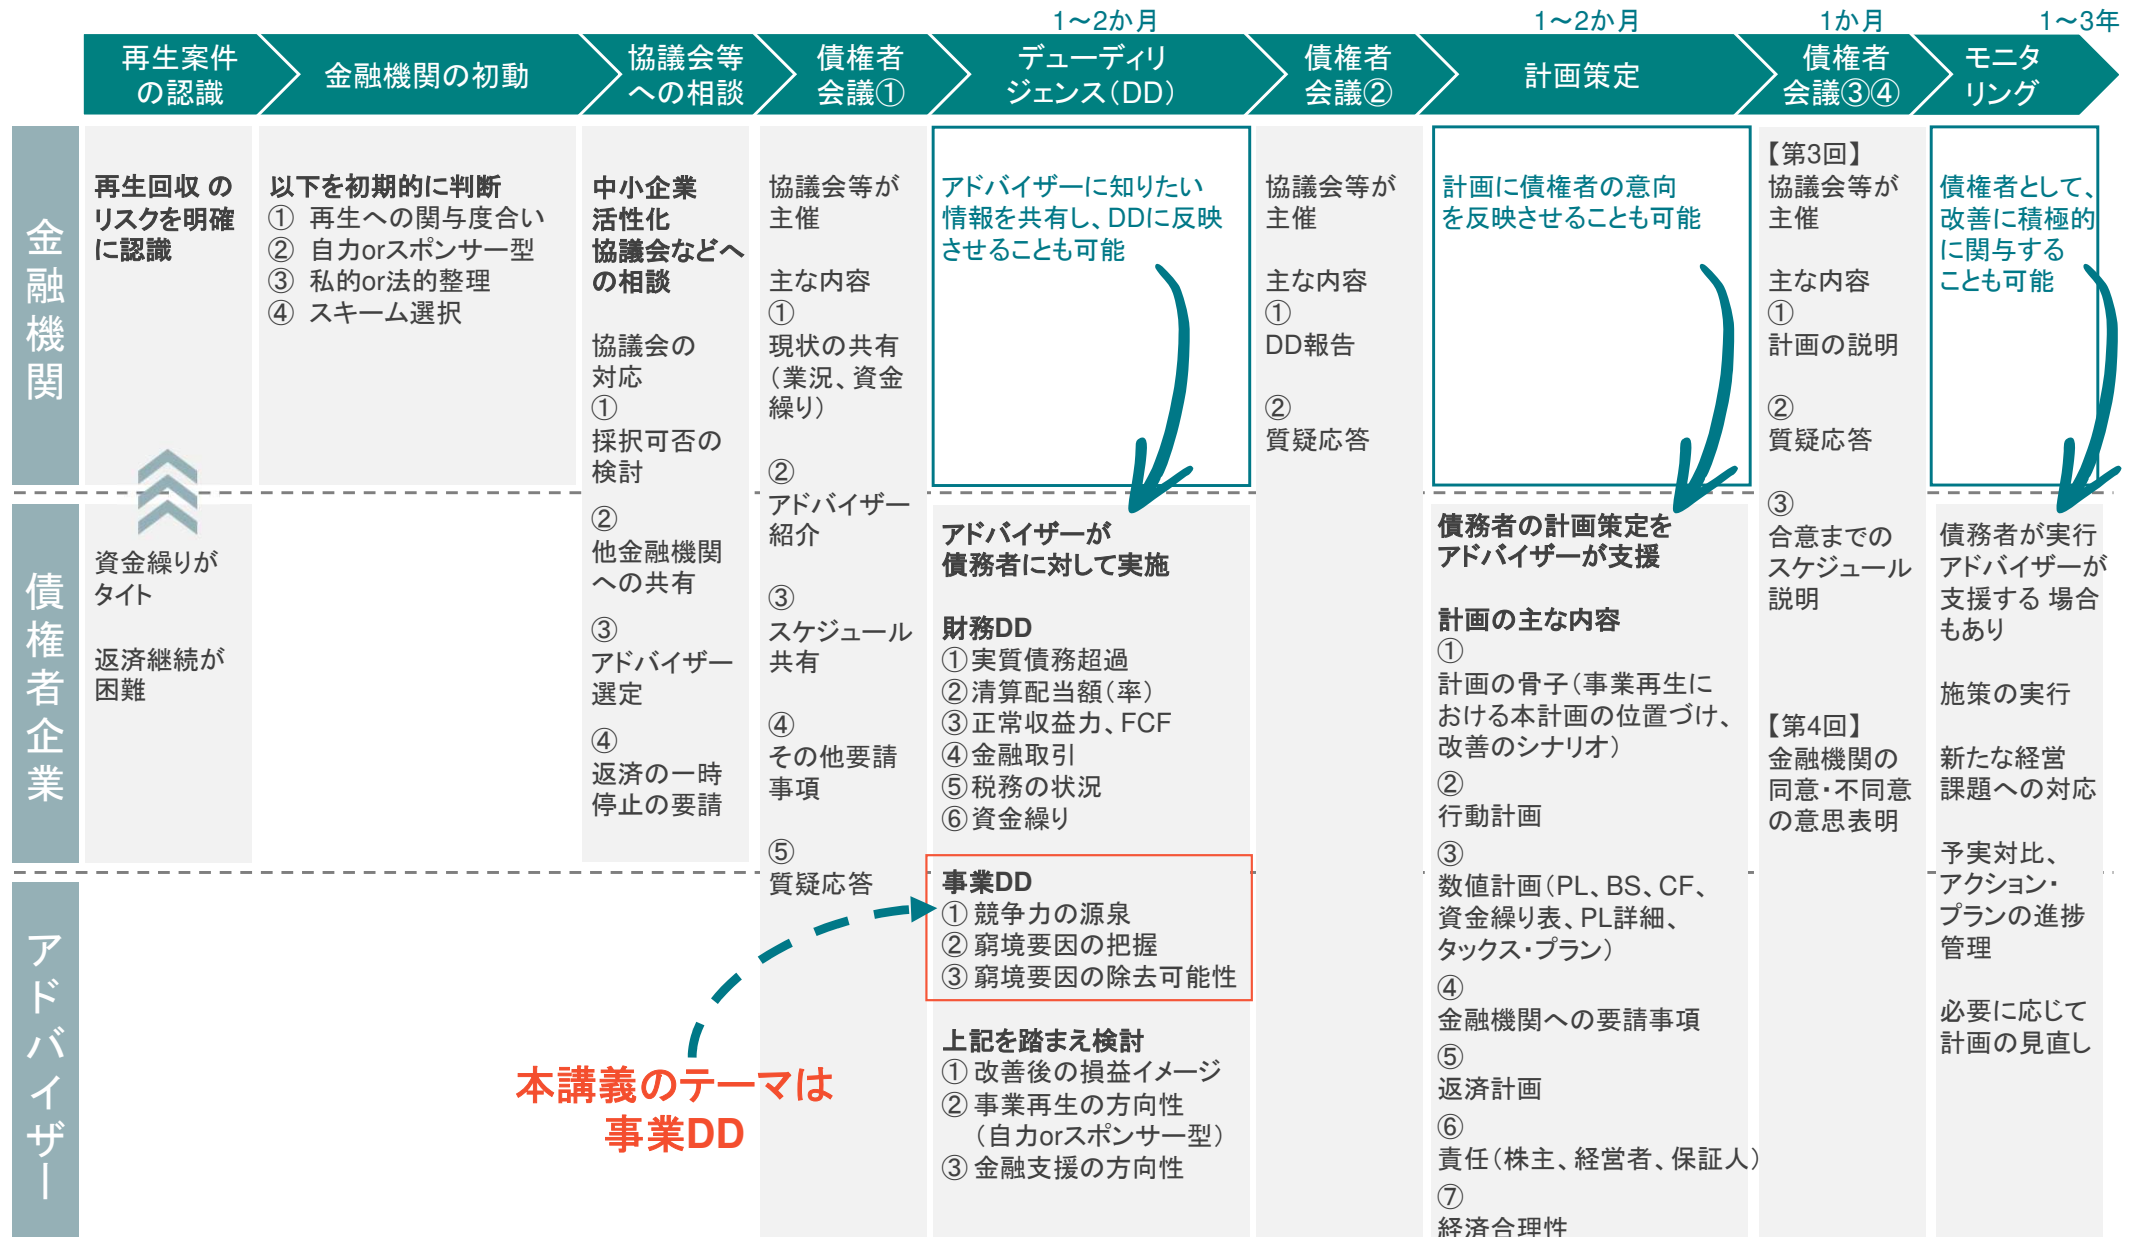 1～2か月
1～2か月
1か月
1～3年
再生案件
の認識
金融機関の初動
協議会等
への相談
債権者
会議①
デューディリ
ジェンス（DD）
債権者
会議②
計画策定
債権者
会議③④
モニタ
リング
金融機関
債権者企業
アドバイザー
再生回収 の
リスクを明確
に認識
資金繰りが
タイト
返済継続が
困難
以下を初期的に判断
① 再生への関与度合い
② 自力orスポンサー型
③ 私的or法的整理
④ スキーム選択
中小企業
活性化
協議会などへ
の相談
協議会の
対応
①
採択可否の
検討
②
他金融機関
への共有
③
アドバイザー
選定
④
返済の一時
停止の要請
協議会等が
主催
主な内容
①
現状の共有
（業況、資金
繰り）
②
アドバイザー
紹介
③
スケジュール
共有
④
その他要請
事項
⑤
質疑応答
アドバイザーに知りたい
情報を共有し、DDに反映
させることも可能
アドバイザーが
債務者に対して実施
財務DD
①実質債務超過
②清算配当額（率）
③正常収益力、FCF
④金融取引
⑤税務の状況
⑥資金繰り
事業DD
①競争力の源泉
②窮境要因の把握
③窮境要因の除去可能性
上記を踏まえ検討
①改善後の損益イメージ
②事業再生の方向性
（自力orスポンサー型）
③金融支援の方向性
本講義のテーマは
事業DD
協議会等が
主催
主な内容
①
DD報告
②
質疑応答
計画に債権者の意向
を反映させることも可能
債務者の計画策定を
アドバイザーが支援
計画の主な内容
①
計画の骨子（事業再生に
おける本計画の位置づけ、
改善のシナリオ）
②
行動計画
③
数値計画（PL、BS、CF、
資金繰り表、PL詳細、
タックス・プラン）
④
金融機関への要請事項
⑤
返済計画
⑥
責任（株主、経営者、保証人）
⑦
経済合理性
【第3回】
協議会等が
主催
主な内容
①
計画の説明
②
質疑応答
③
合意までの
スケジュール
説明
【第4回】
金融機関の
同意・不同意
の意思表明
債権者として、
改善に積極的
に関与する
ことも可能
債務者が実行
アドバイザーが
支援する 場合
もあり
施策の実行
新たな経営
課題への対応
予実対比、
アクション・
プランの進捗
管理
必要に応じて
計画の見直し